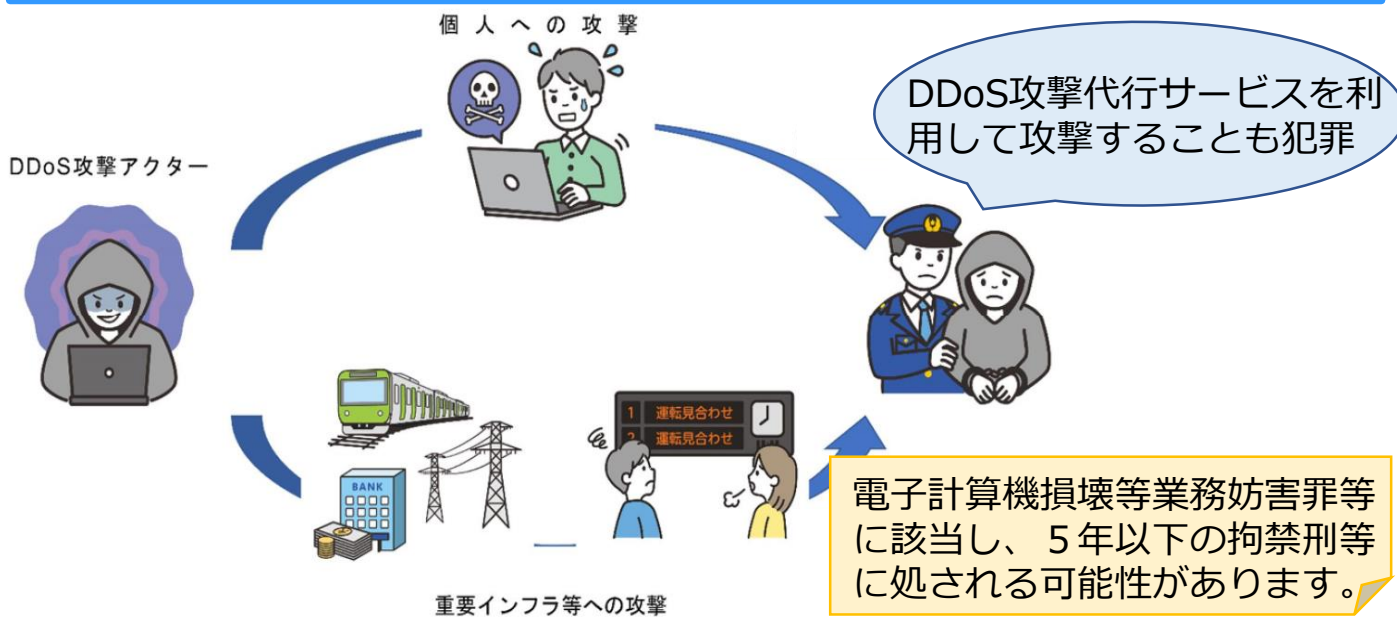 個人への攻撃
DDoS攻撃代行サービスを利
用して攻撃することも犯罪
DDoS攻撃アクター
BANK
1 運転見合わせ
2 運転見合わせ
電子計算機損壊等業務妨害罪等
に該当し、５年以下の拘禁刑等
に処される可能性があります。
重要インフラ等への攻撃